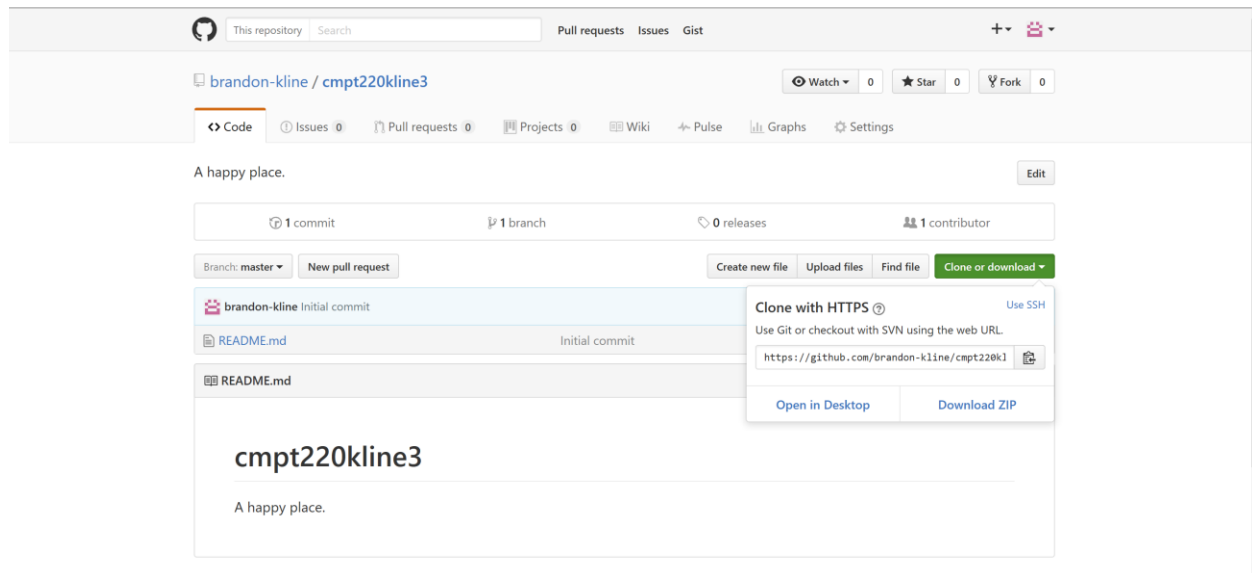 This repository Search Pull requests Issues Gist
brandon-kline / cmpt220kline3 Watch 0 Star 0 Fork 0
Code Issues 0 Pull requests 0 Projects 0 Wiki Pulse Graphs Settings
A happy place. Edit
1 commit 1 branch 0 releases 1 contributor
Branch: master New pull request Create new file Upload files Find file Clone or download
brandon-kline Initial commit
README.md Initial commit
Clone with HTTPS Use SSH
Use Git or checkout with SVN using the web URL.
https://github.com/brandon-kline/cmpt220kl
Open in Desktop Download ZIP
README.md
cmpt220kline3
A happy place.